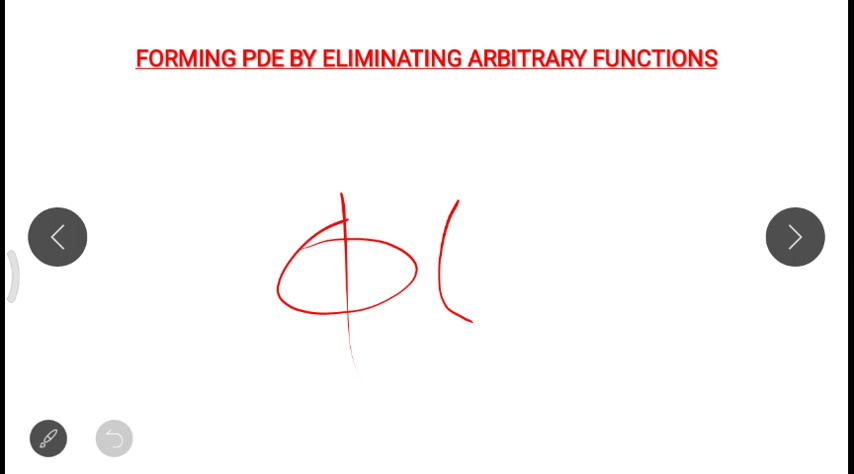 FORMING PDE BY ELIMINATING ARBITRARY FUNCTIONS
ϕ(